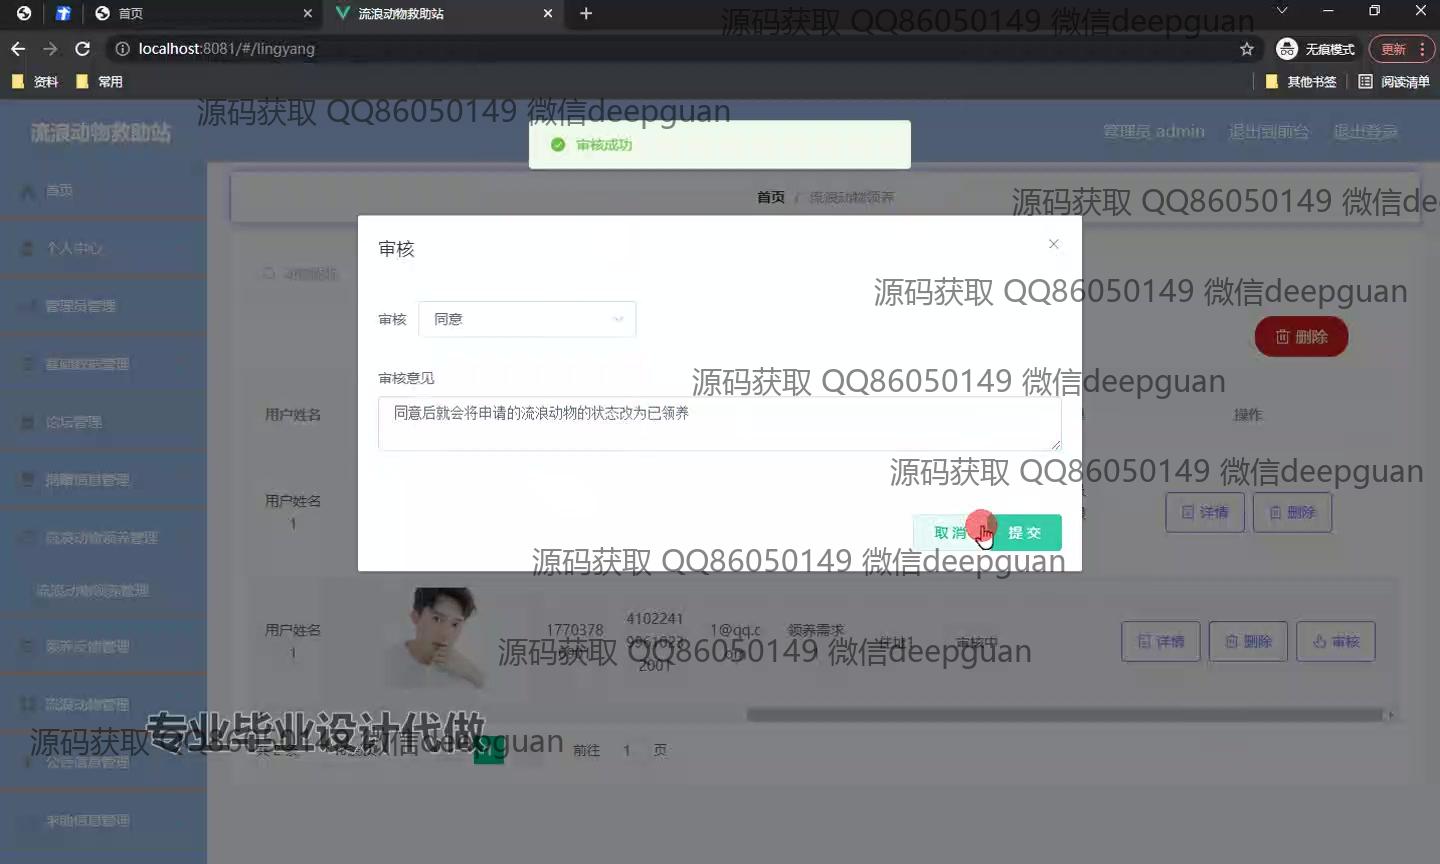 首页
流浪动物救助站
localhost:8081/#/lingyang
无痕模式
更新
资料
常用
其他书签
阅读清单
源码获取 QQ86050149 微信deepguan
源码获取 QQ86050149 微信deepguan
流浪动物救助站
审核成功
管理员 admin
退出到前台
退出登录
首页
个人中心
管理员管理
基础数据管理
论坛管理
捐赠信息管理
流浪动物领养管理
流浪动物领养管理
领养反馈管理
流浪动物管理
公告信息管理
求助信息管理
首页 / 流浪动物领养
源码获取 QQ86050149 微信de
审核
源码获取 QQ86050149 微信deepguan
审核
同意
删除
审核意见
源码获取 QQ86050149 微信deepguan
同意后就会将申请的流浪动物的状态改为已领养
用户姓名
操作
源码获取 QQ86050149 微信deepguan
用户姓名
1
详情
删除
取 消
提 交
源码获取 QQ86050149 微信deepguan
用户姓名
1
1770378
4102241
2001
1@qq.c
领养需求
审核中
详情
删除
审核
源码获取 QQ86050149 微信deepguan
专业毕业设计代做
源码获取 QQ86050149 微信deepguan
前往
1
页